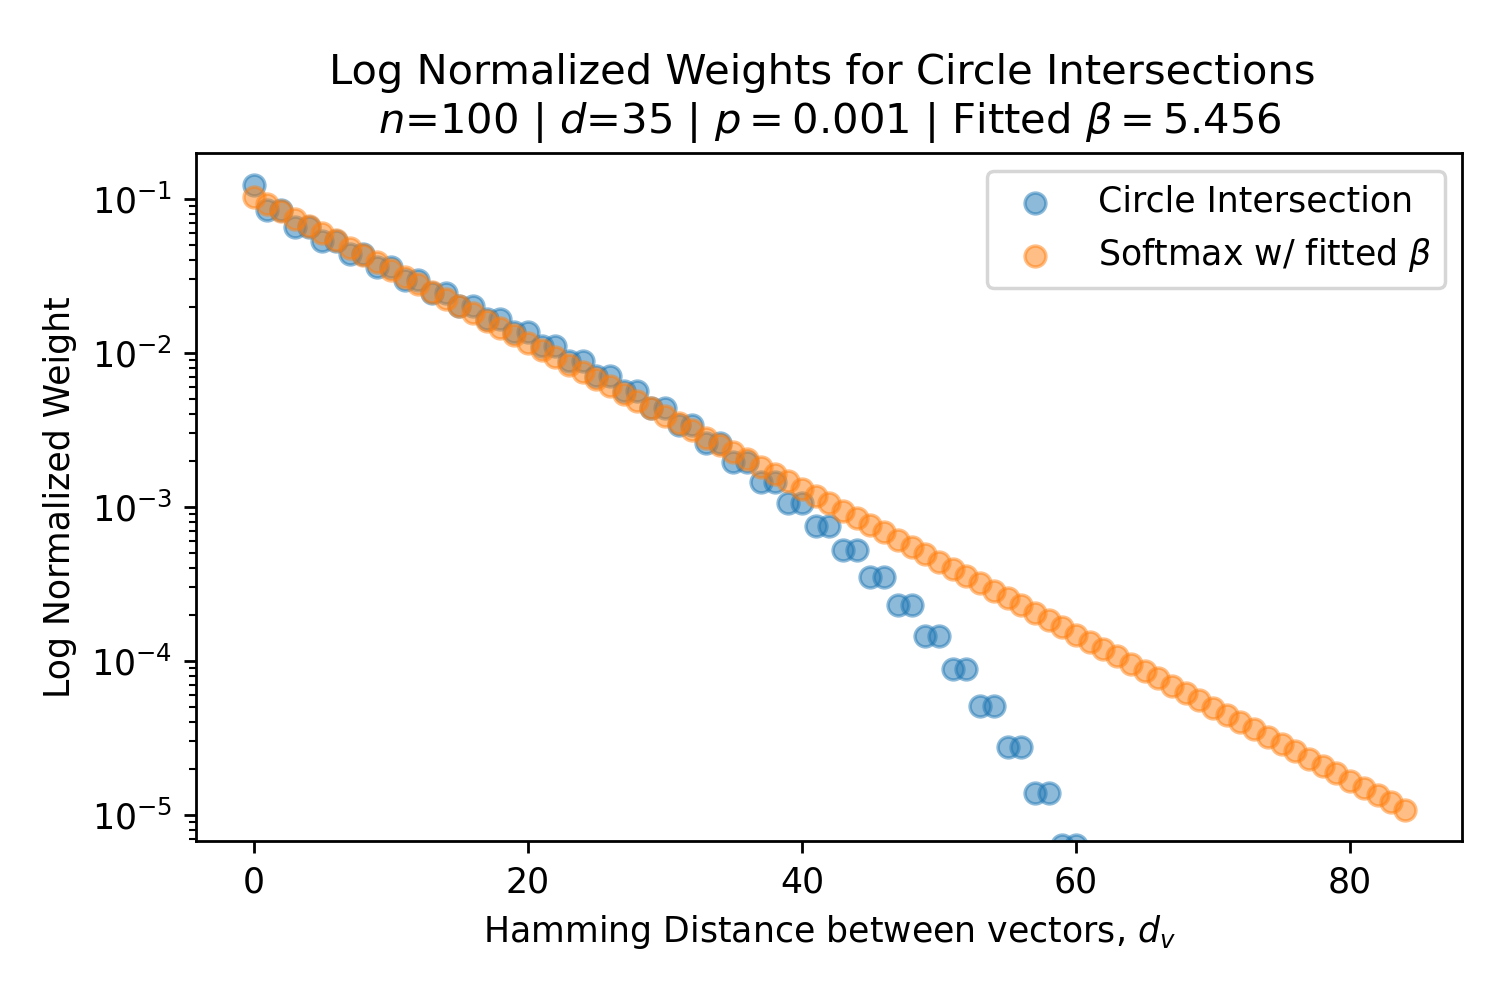 Log Normalized Weights for Circle Intersections
n=100 | d=35 | p = 0.001 | Fitted β = 5.456
Circle Intersection
Softmax w/ fitted β
Log Normalized Weight
10⁻¹
10⁻²
10⁻³
10⁻⁴
10⁻⁵
0 20 40 60 80
Hamming Distance between vectors, dᵥ